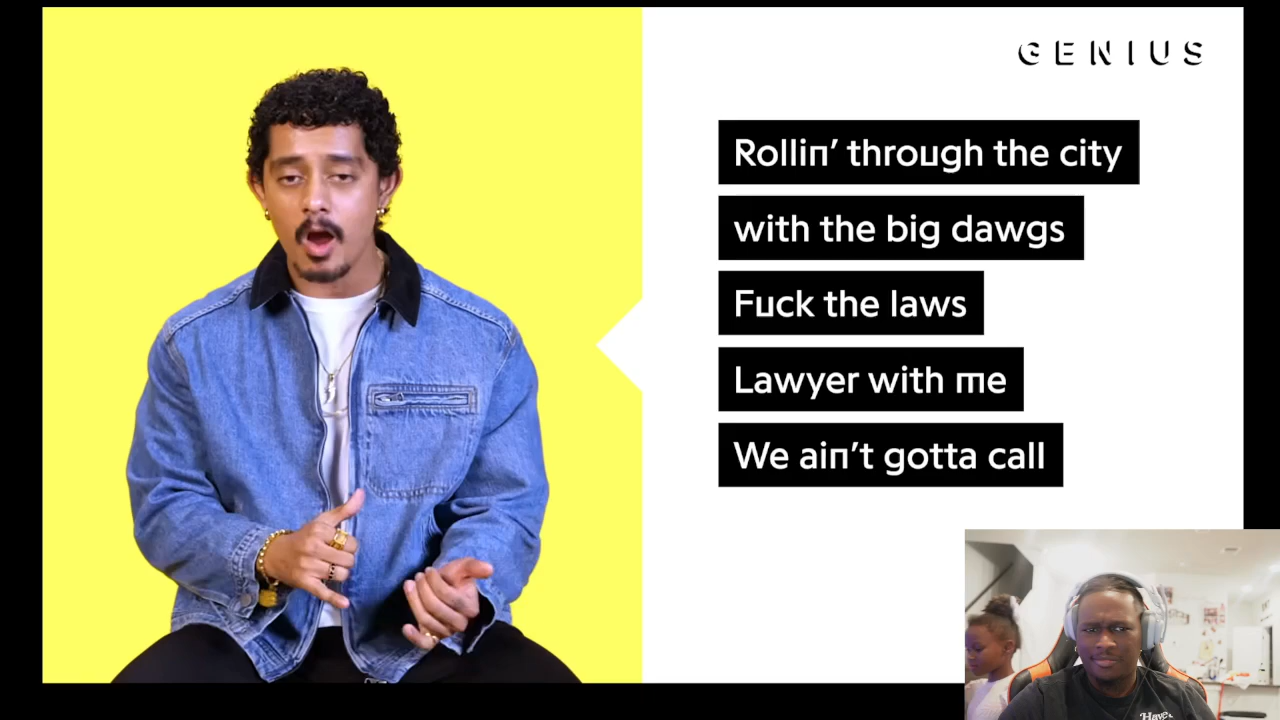 GENIUS
Rollin’ through the city
with the big dawgs
Fuck the laws
Lawyer with me
We ain’t gotta call
Have